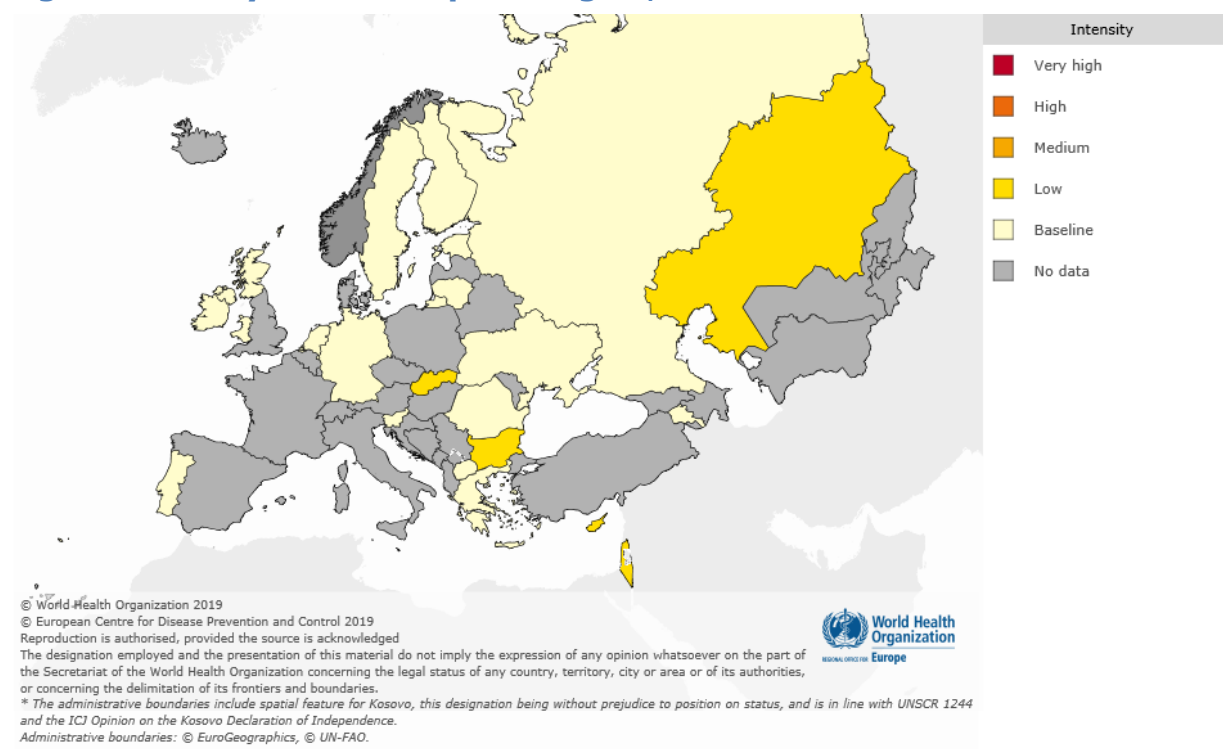 Intensity
Very high
High
Medium
Low
Baseline
No data
© World Health Organization 2019
© European Centre for Disease Prevention and Control 2019
Reproduction is authorised, provided the source is acknowledged
The designation employed and the presentation of this material do not imply the expression of any opinion whatsoever on the part of
the Secretariat of the World Health Organization concerning the legal status of any country, territory, city or area or of its authorities,
or concerning the delimitation of its frontiers and boundaries.
* The administrative boundaries include spatial feature for Kosovo, this designation being without prejudice to position on status, and is in line with UNSCR 1244
and the ICJ Opinion on the Kosovo Declaration of Independence.
Administrative boundaries: © EuroGeographics, © UN-FAO.
World Health
Organization
REGIONAL OFFICE FOR Europe